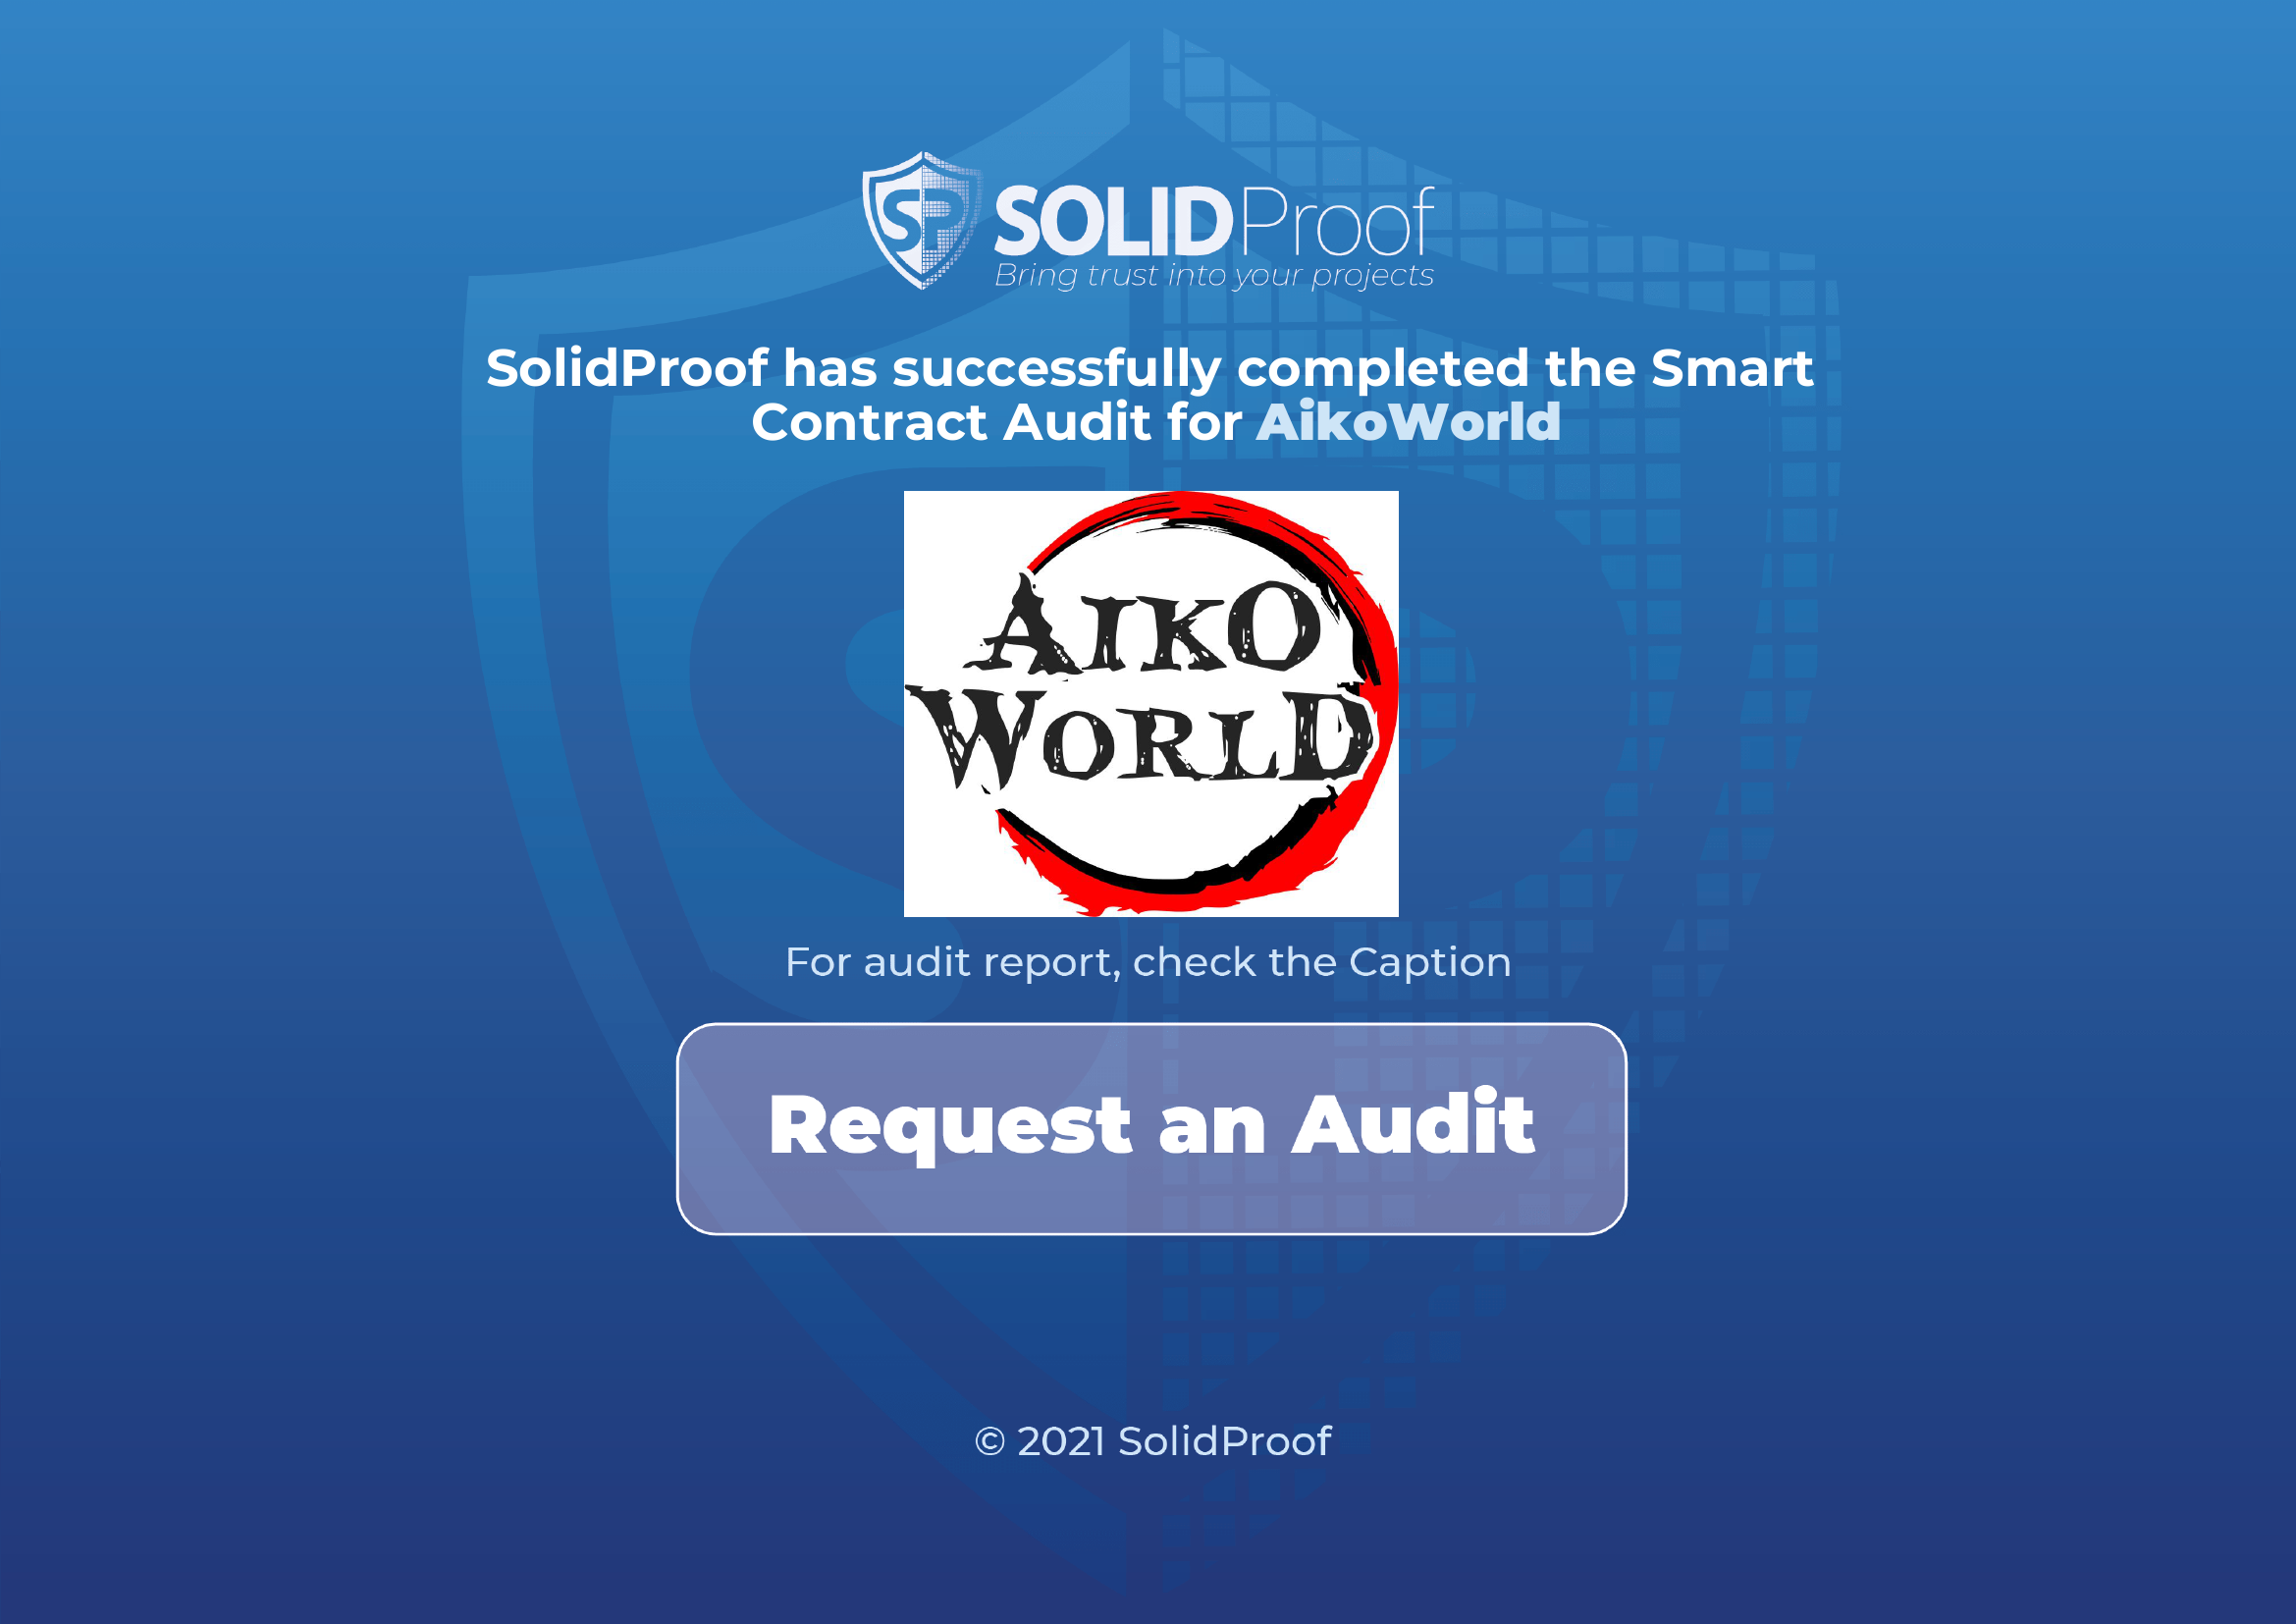 SP SOLIDProof
Bring trust into your projects
SolidProof has successfully completed the Smart
Contract Audit for AikoWorld
AIKO
WORLD
For audit report, check the Caption
Request an Audit
© 2021 SolidProof